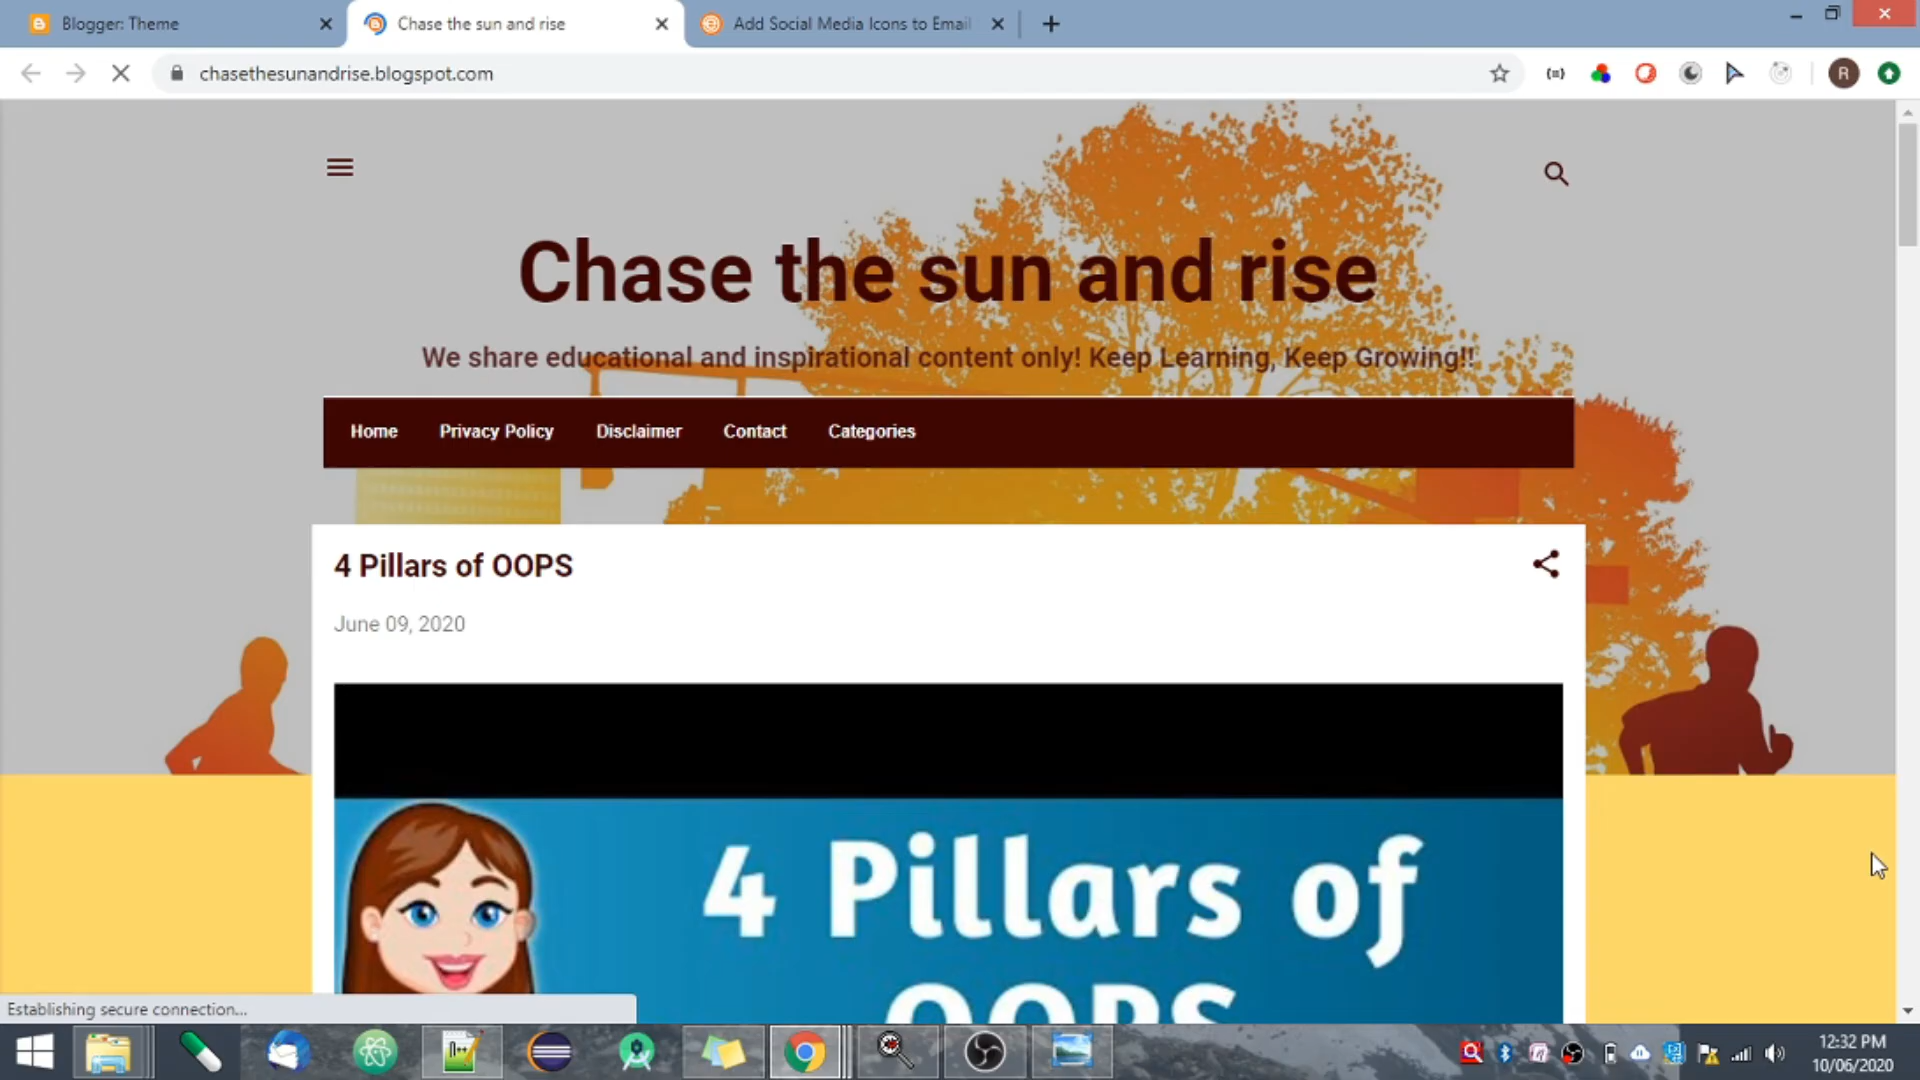 Blogger: Theme
Chase the sun and rise
Add Social Media Icons to Email
chasethesunandrise.blogspot.com
R
Chase the sun and rise
We share educational and inspirational content only! Keep Learning, Keep Growing!!
Home
Privacy Policy
Disclaimer
Contact
Categories
4 Pillars of OOPS
June 09, 2020
4 Pillars of
OOPS
Establishing secure connection...
12:32 PM
10/06/2020